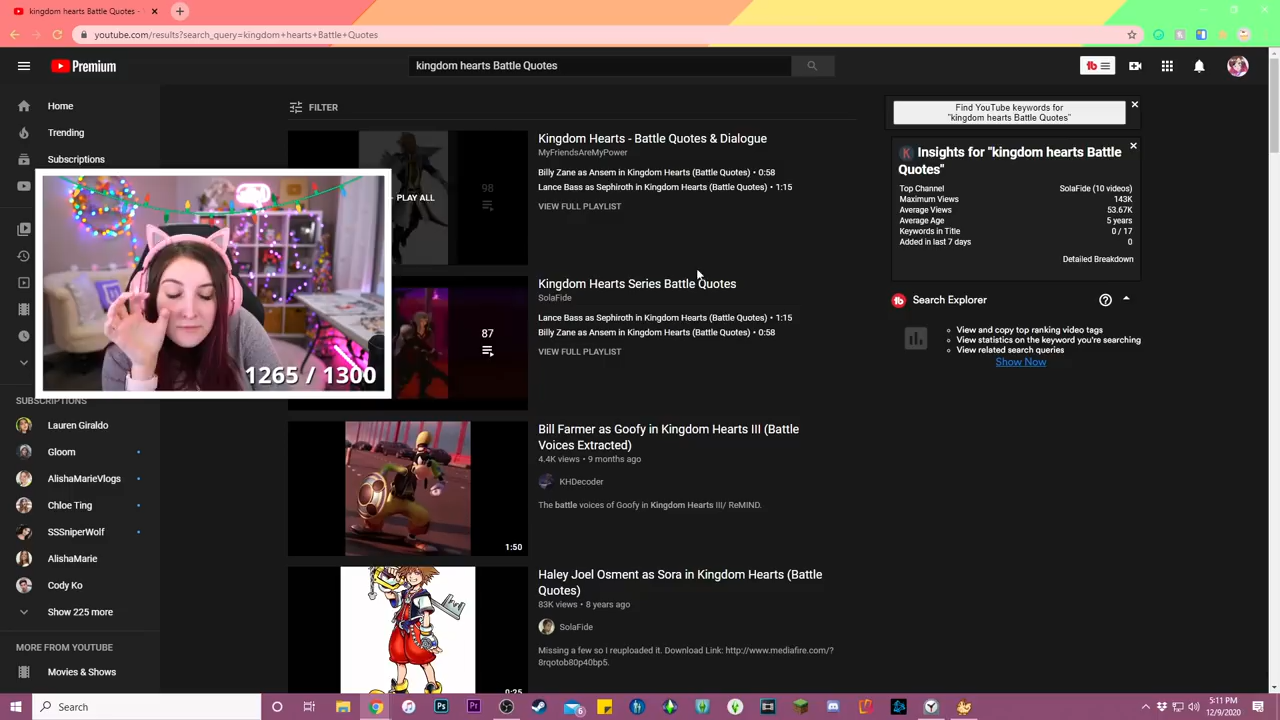 kingdom hearts Battle Quotes -
youtube.com/results?search_query=kingdom+hearts+Battle+Quotes
Premium
kingdom hearts Battle Quotes
tb
Home
Trending
Subscriptions
FILTER
98
PLAY ALL
Kingdom Hearts - Battle Quotes & Dialogue
MyFriendsAreMyPower
Billy Zane as Ansem in Kingdom Hearts (Battle Quotes) • 0:58
Lance Bass as Sephiroth in Kingdom Hearts (Battle Quotes) • 1:15
VIEW FULL PLAYLIST
87
Kingdom Hearts Series Battle Quotes
SolaFide
Lance Bass as Sephiroth in Kingdom Hearts (Battle Quotes) • 1:15
Billy Zane as Ansem in Kingdom Hearts (Battle Quotes) • 0:58
VIEW FULL PLAYLIST
1265 / 1300
1:50
Bill Farmer as Goofy in Kingdom Hearts III (Battle
Voices Extracted)
4.4K views • 9 months ago
KHDecoder
The battle voices of Goofy in Kingdom Hearts III/ ReMIND.
0:25
Haley Joel Osment as Sora in Kingdom Hearts (Battle
Quotes)
83K views • 8 years ago
SolaFide
Missing a few so I reuploaded it. Download Link: http://www.mediafire.com/?
8rqotob80p40bp5.
Find YouTube keywords for
"kingdom hearts Battle Quotes"
K Insights for "kingdom hearts Battle
Quotes"
Top Channel SolaFide (10 videos)
Maximum Views 143K
Average Views 53.67K
Average Age 5 years
Keywords in Title 0 / 17
Added in last 7 days 0
Detailed Breakdown
tb Search Explorer
View and copy top ranking video tags
View statistics on the keyword you're searching
View related search queries
Show Now
SUBSCRIPTIONS
Lauren Giraldo
Gloom
AlishaMarieVlogs
Chloe Ting
SSSniperWolf
AlishaMarie
Cody Ko
Show 225 more
MORE FROM YOUTUBE
Movies & Shows
Search
Ps
Pr
6
5:11 PM
12/9/2020